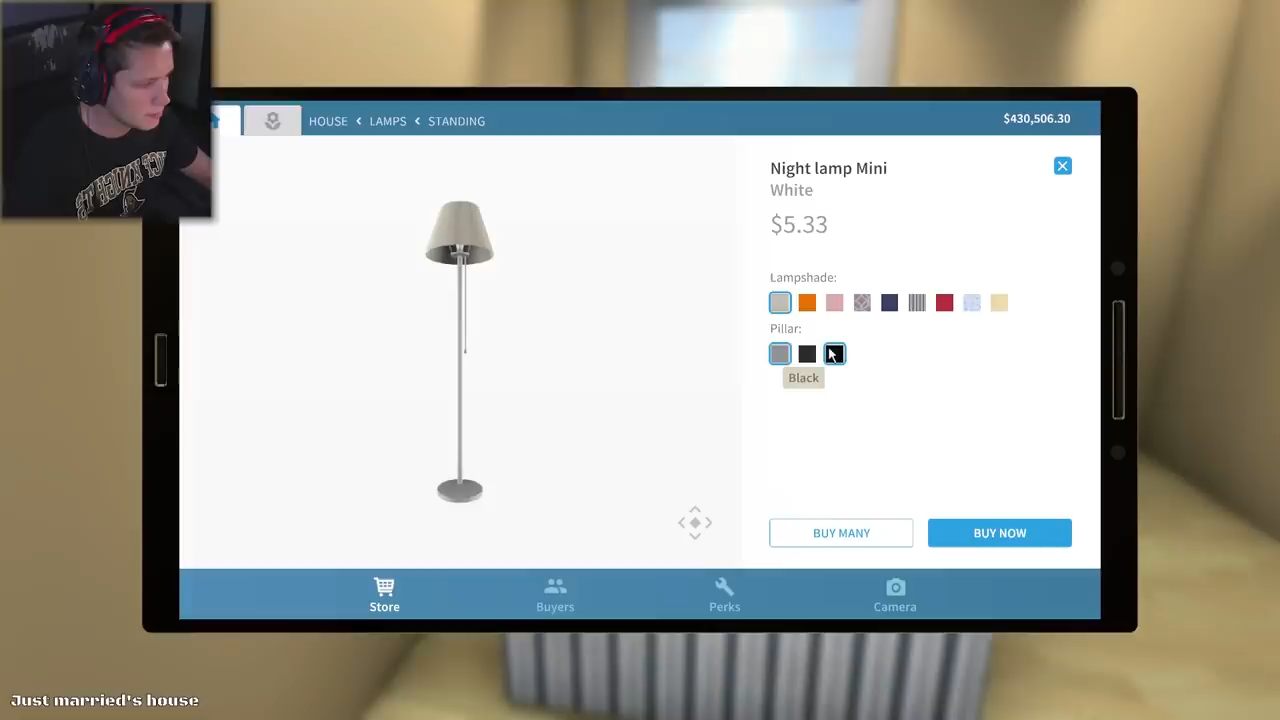 HOUSE < LAMPS < STANDING
$430,506.30
Night lamp Mini
White
$5.33
Lampshade:
Pillar:
Black
BUY MANY
BUY NOW
Store
Buyers
Perks
Camera
Just married's house